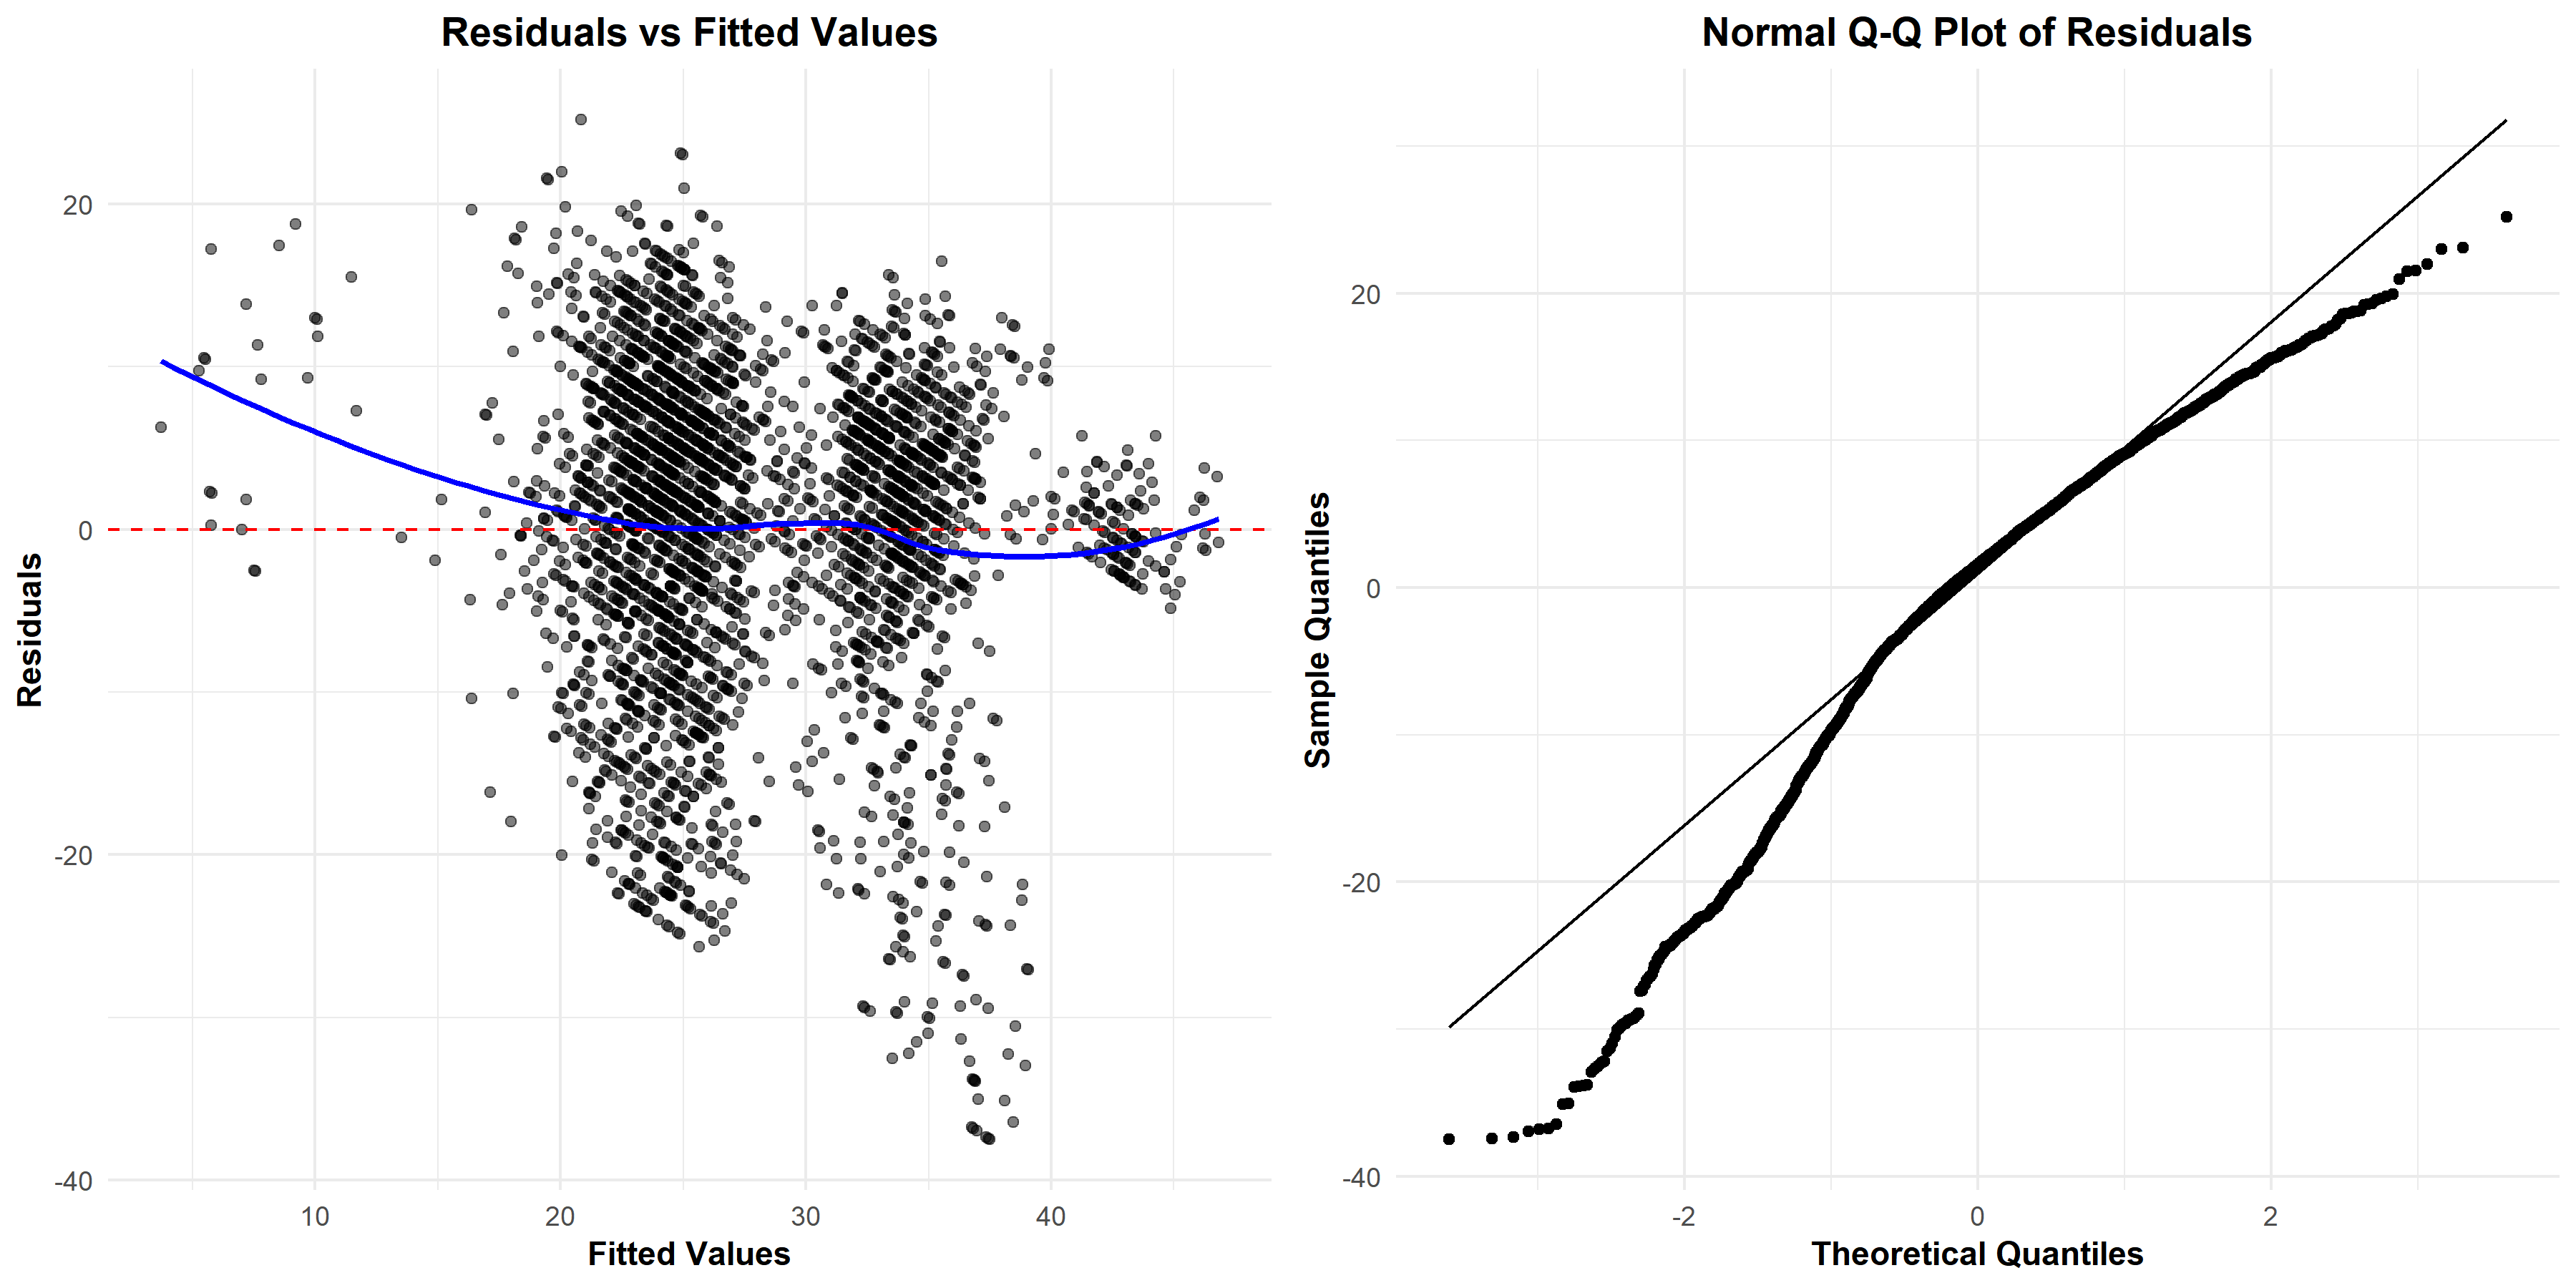 Residuals vs Fitted Values
20
0
-20
-40
Residuals
10
20
30
40
Fitted Values
Normal Q-Q Plot of Residuals
20
0
-20
-40
Sample Quantiles
-2
0
2
Theoretical Quantiles